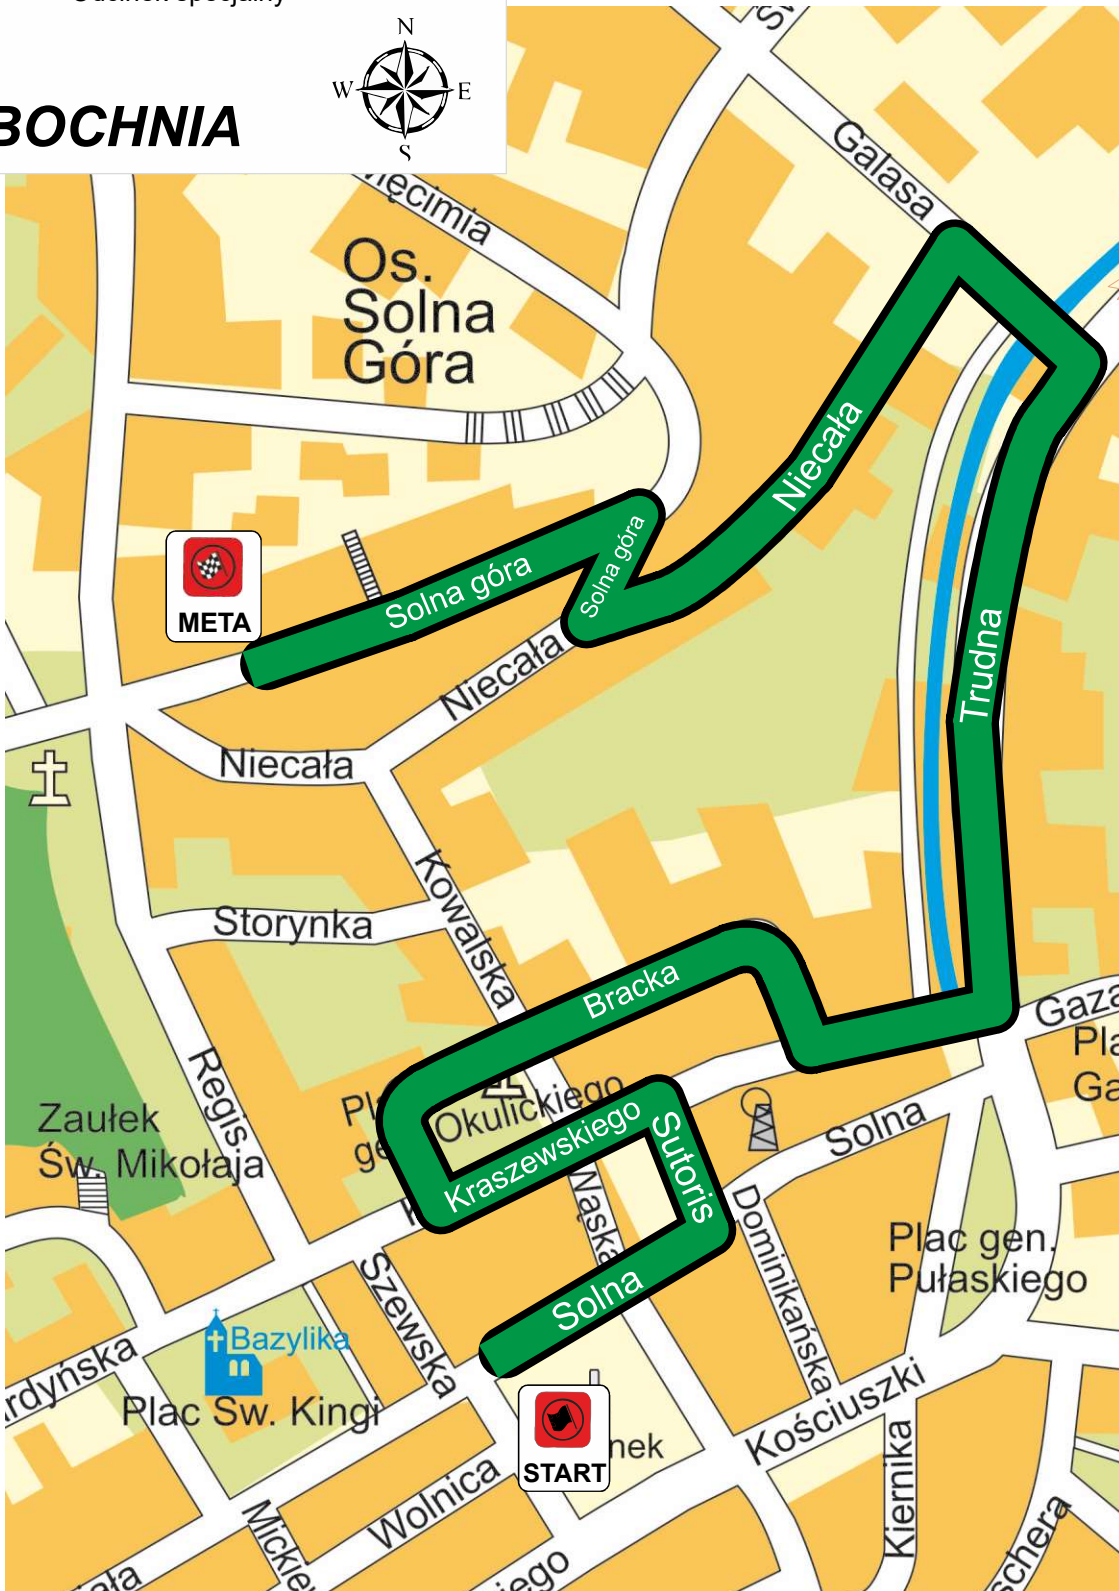 Odcinek specjalny
BOCHNIA
N
W
E
S
Galasa
Os.
Solna
Góra
Niecała
META
Solna góra
Solna góra
Niecała
Niecała
Trudna
Kowalska
Storynka
Bracka
Regis
Okulickiego
Zaułek
Św. Mikołaja
Kraszewskiego
Sutoris
Solna
Solna
Dominikańska
Plac gen.
Pułaskiego
Szewska
Bazylika
Plac Św. Kingi
START
Kościuszki
Wolnica
Kiernika